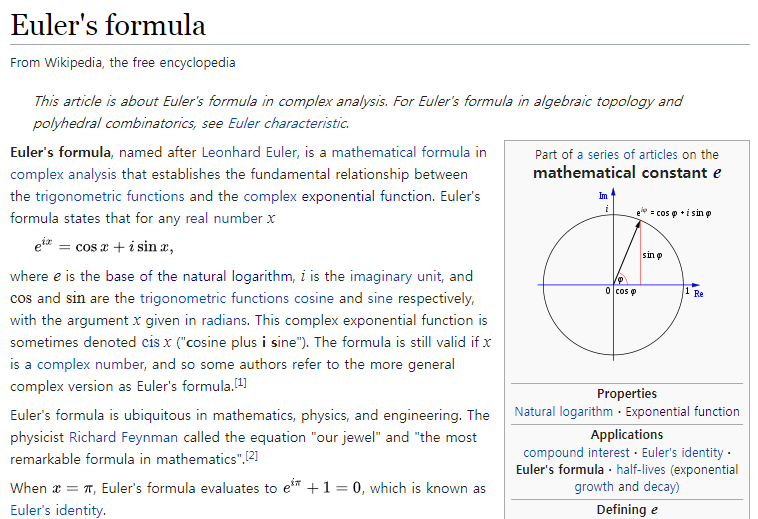 Euler's formula
From Wikipedia, the free encyclopedia
This article is about Euler's formula in complex analysis. For Euler's formula in algebraic topology and
polyhedral combinatorics, see Euler characteristic.
Euler's formula, named after Leonhard Euler, is a mathematical formula in
complex analysis that establishes the fundamental relationship between
the trigonometric functions and the complex exponential function. Euler's
formula states that for any real number x
e^{ix} = cos x + i sin x,
where e is the base of the natural logarithm, i is the imaginary unit, and
cos and sin are the trigonometric functions cosine and sine respectively,
with the argument x given in radians. This complex exponential function is
sometimes denoted cis x ("cosine plus i sine"). The formula is still valid if x
is a complex number, and so some authors refer to the more general
complex version as Euler's formula.[1]
Euler's formula is ubiquitous in mathematics, physics, and engineering. The
physicist Richard Feynman called the equation "our jewel" and "the most
remarkable formula in mathematics".[2]
When x = π, Euler's formula evaluates to e^{iπ} + 1 = 0, which is known as
Euler's identity.
Part of a series of articles on the
mathematical constant e
Im
i
e^{iφ} = cos φ + i sin φ
sin φ
φ
0 cos φ 1 Re
Properties
Natural logarithm · Exponential function
Applications
compound interest · Euler's identity ·
Euler's formula · half-lives (exponential
growth and decay)
Defining e